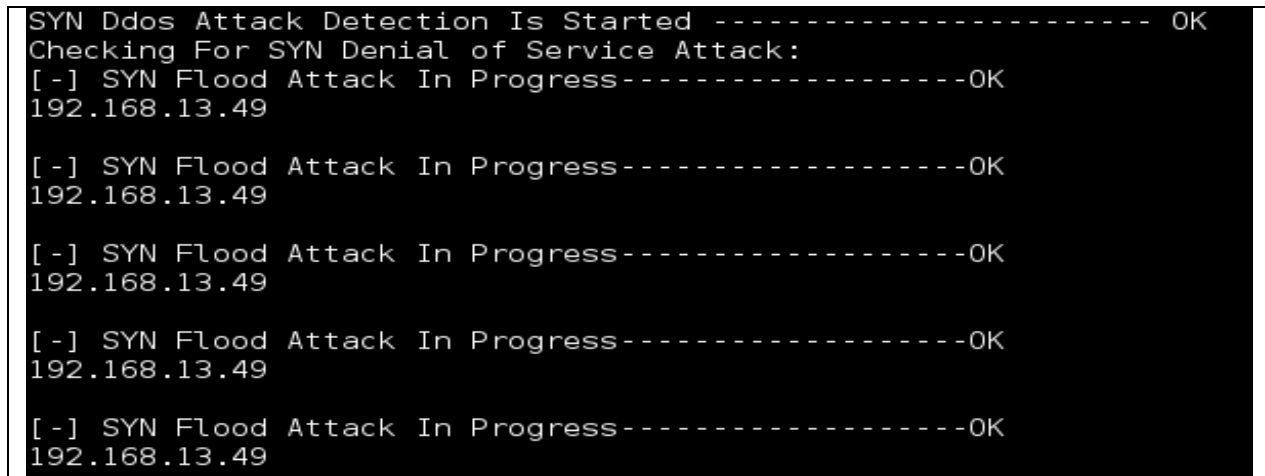 SYN Ddos Attack Detection Is Started ------------------------ OK
Checking For SYN Denial of Service Attack:
[-] SYN Flood Attack In Progress-------------------OK
192.168.13.49
[-] SYN Flood Attack In Progress-------------------OK
192.168.13.49
[-] SYN Flood Attack In Progress-------------------OK
192.168.13.49
[-] SYN Flood Attack In Progress-------------------OK
192.168.13.49
[-] SYN Flood Attack In Progress-------------------OK
192.168.13.49